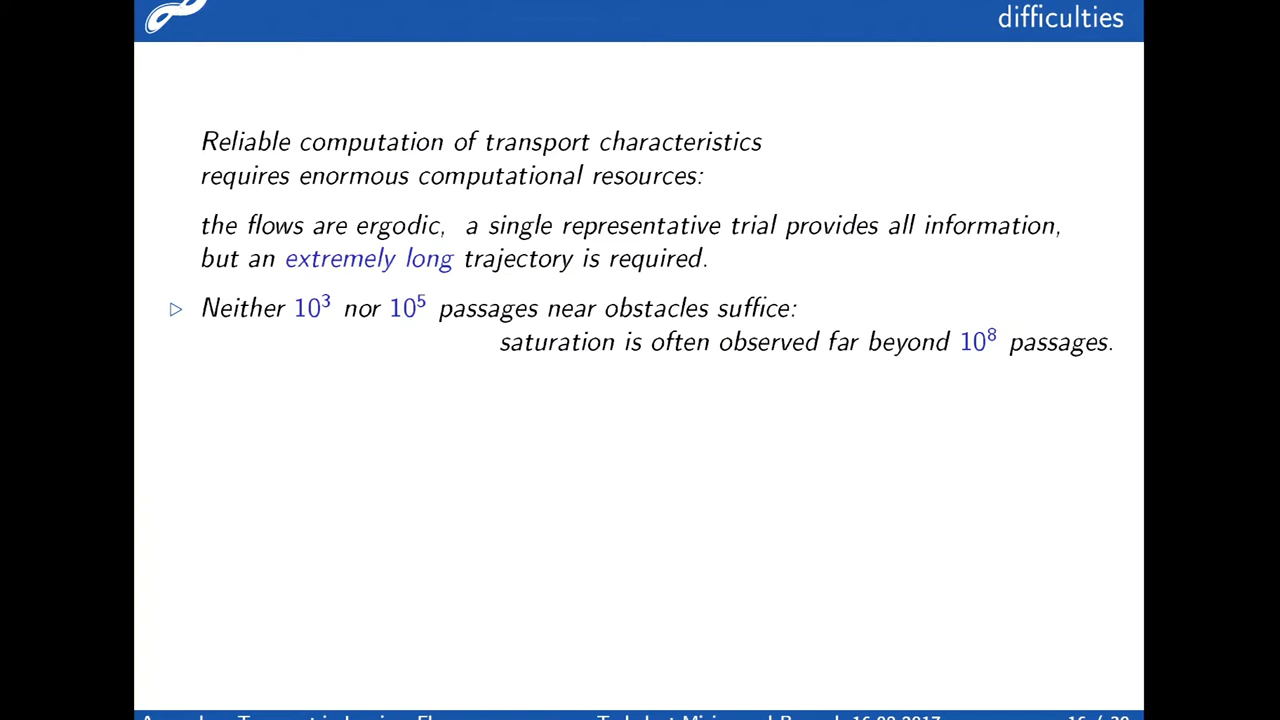 difficulties
Reliable computation of transport characteristics
requires enormous computational resources:
the flows are ergodic, a single representative trial provides all information,
but an extremely long trajectory is required.
▷ Neither 10³ nor 10⁵ passages near obstacles suffice:
saturation is often observed far beyond 10⁸ passages.